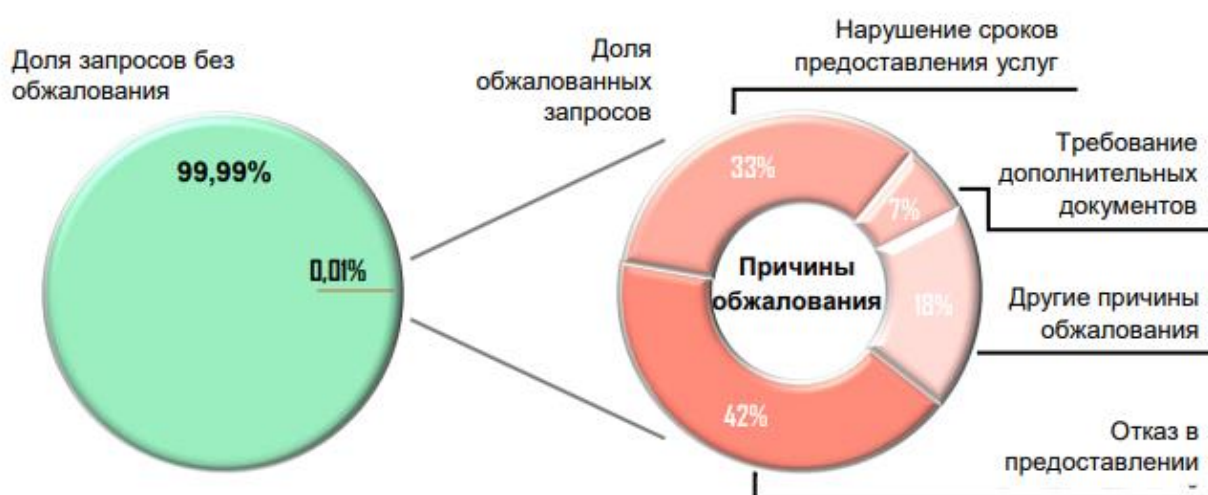 Доля запросов без
обжалования
99,99%
0,01%
Доля
обжалованных
запросов
Нарушение сроков
предоставления услуг
Требование
дополнительных
документов
33%
7%
Причины
обжалования
18%
Другие причины
обжалования
42%
Отказ в
предоставлении